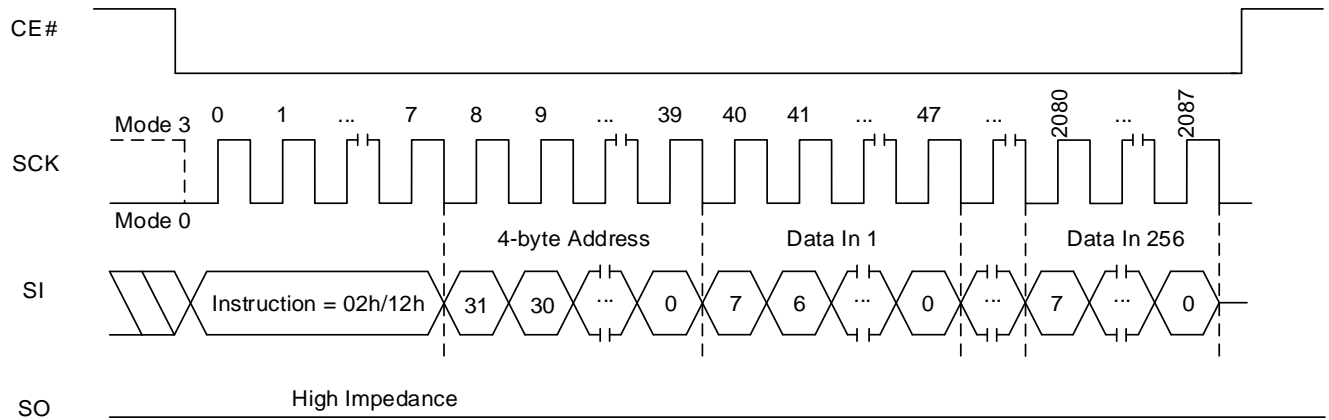 CE#
0 1 ... 7 8 9 ... 39 40 41 ... 47 ... 2080 ... 2087
Mode 3
SCK
Mode 0
4-byte Address Data In 1 Data In 256
SI
Instruction = 02h/12h 31 30 ... 0 7 6 ... 0 ... 7 ... 0
High Impedance
SO